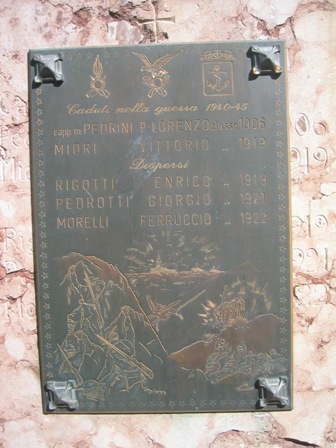 Caduti nella guerra 1940-45
capp. PEDRINI P. LORENZO classe 1906
MIORI VITTORIO „ 1919
Dispersi
RIGOTTI ENRICO „ 1919
PEDROTTI GIORGIO „ 1921
MORELLI FERRUCCIO „ 1922